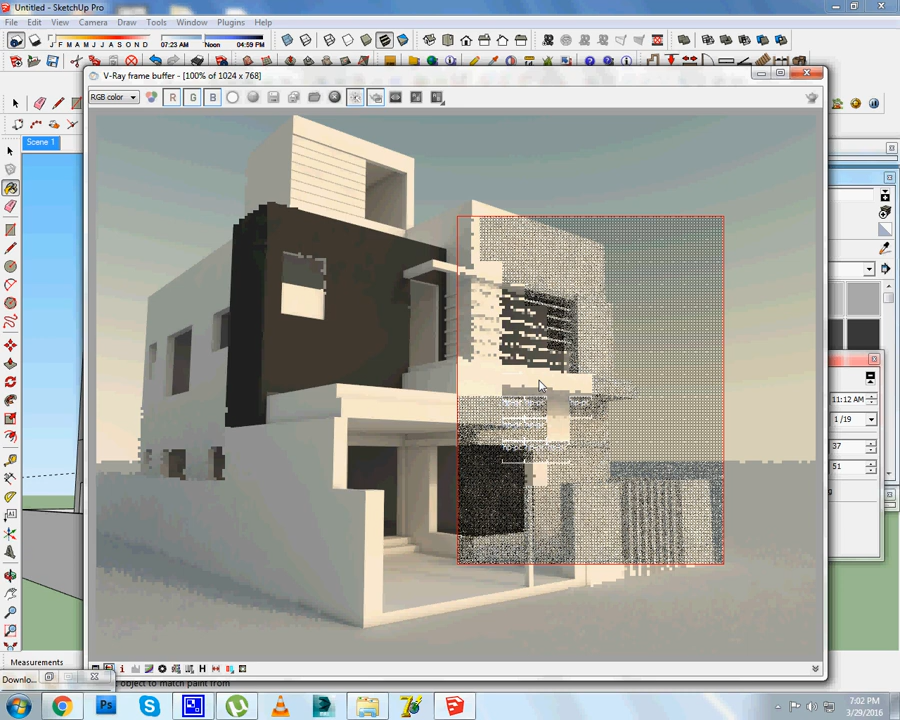 Untitled - SketchUp Pro
File Edit View Camera Draw Tools Window Plugins Help
J F M A M J J A S O N D 07:23 AM Noon 04:59 PM
V-Ray frame buffer - [100% of 1024 x 768]
RGB color R G B
Scene 1
11:12 AM
1 /19
37
51
H
Measurements
Downlo...
object to match paint from
Ps
7:02 PM
3/29/2016